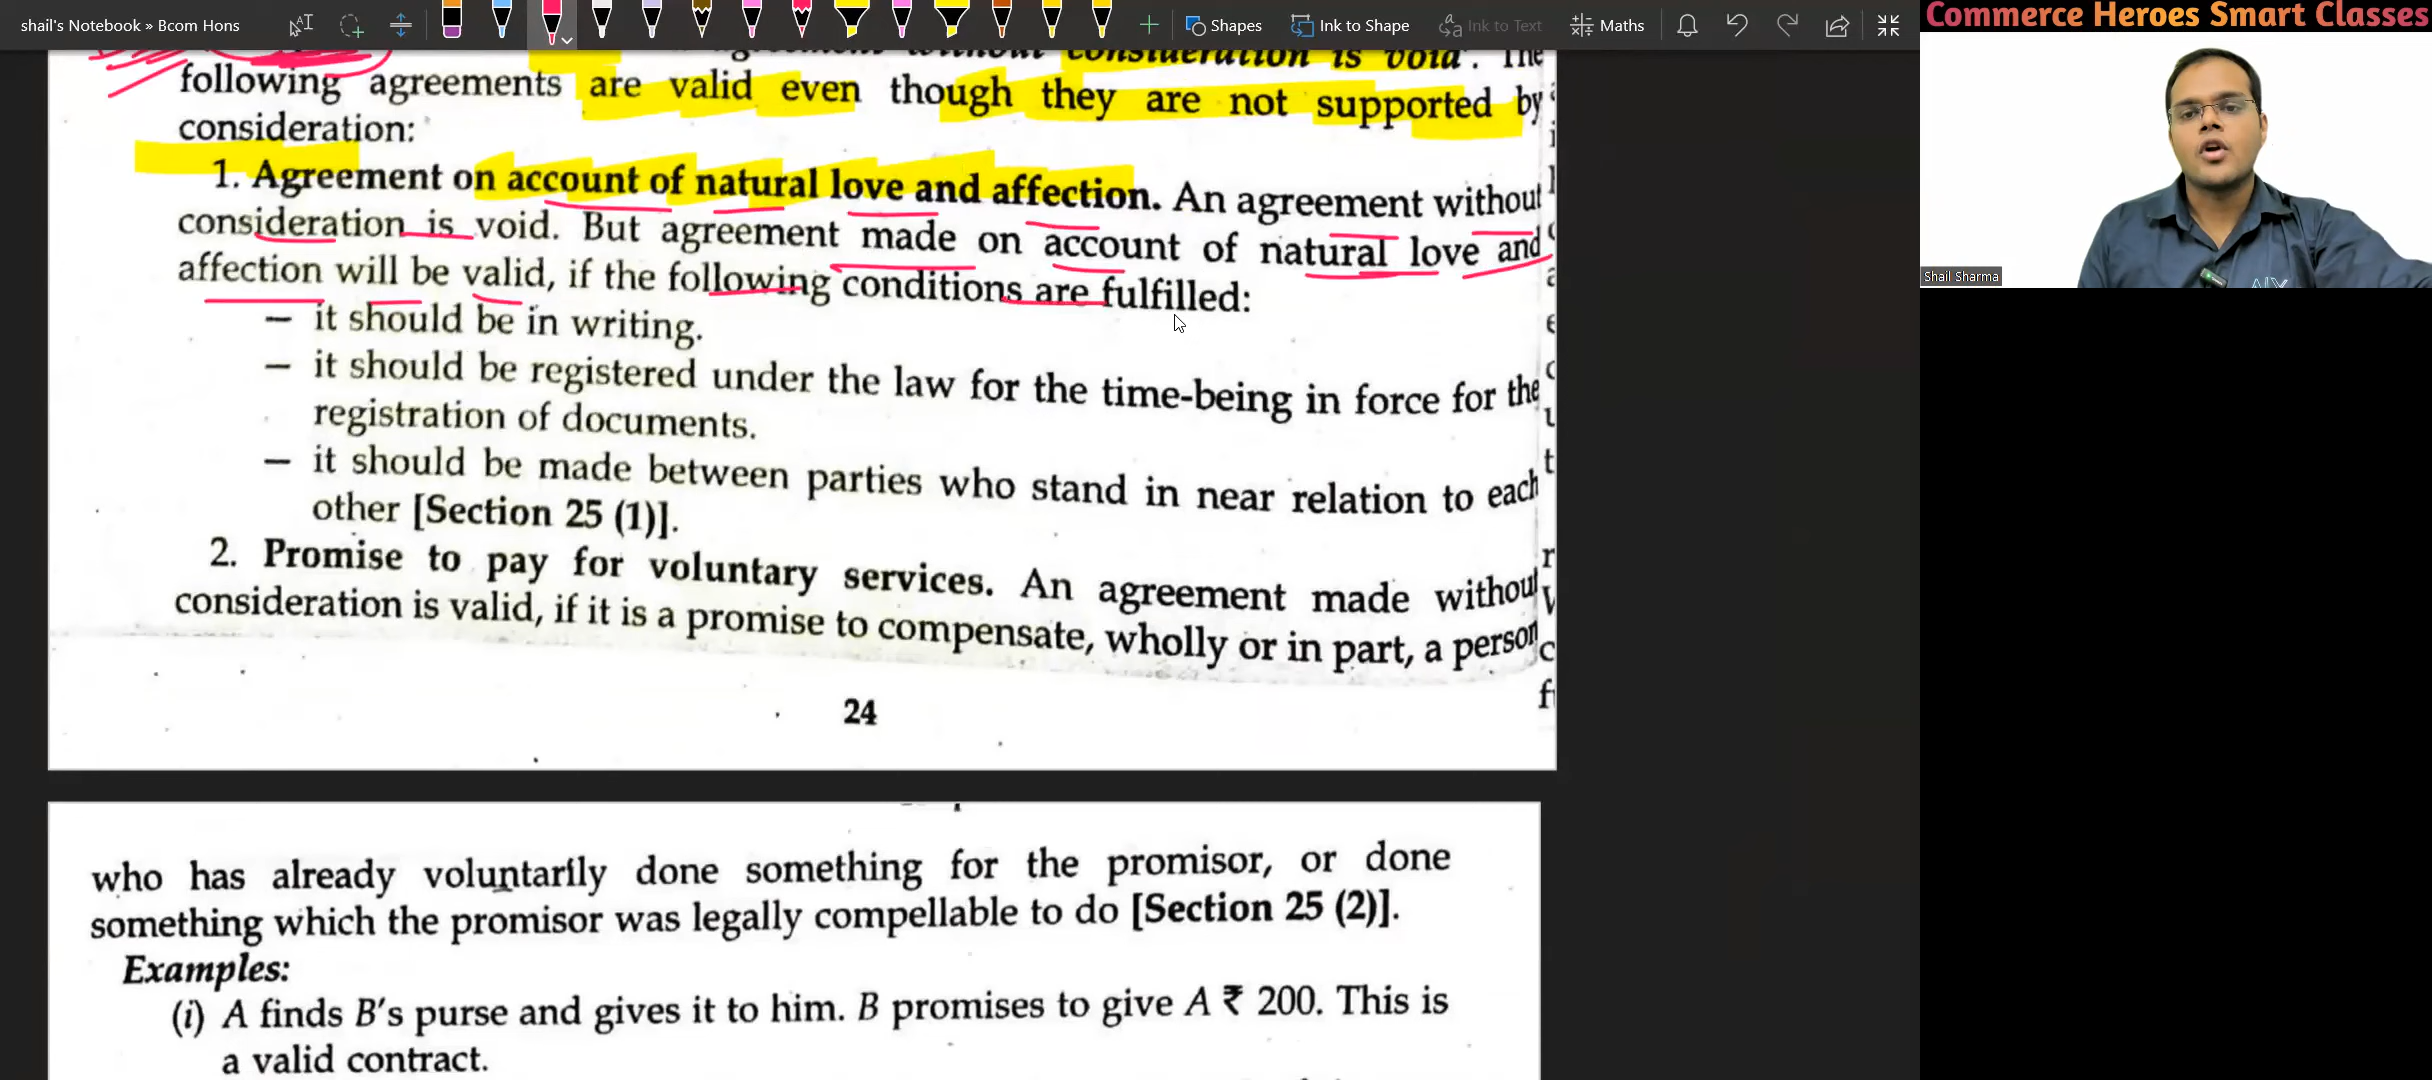 shail's Notebook » Bcom Hons
Shapes
Ink to Shape
Ink to Text
Maths
Commerce Heroes Smart Classes
Shail Sharma
without consideration is void. The
following agreements are valid even though they are not supported by
consideration:
1. Agreement on account of natural love and affection. An agreement without
consideration is void. But agreement made on account of natural love and
affection will be valid, if the following conditions are fulfilled:
— it should be in writing.
— it should be registered under the law for the time-being in force for the
registration of documents.
— it should be made between parties who stand in near relation to each
other [Section 25 (1)].
2. Promise to pay for voluntary services. An agreement made without
consideration is valid, if it is a promise to compensate, wholly or in part, a person
24
who has already voluntarily done something for the promisor, or done
something which the promisor was legally compellable to do [Section 25 (2)].
Examples:
(i) A finds B's purse and gives it to him. B promises to give A ₹ 200. This is
a valid contract.